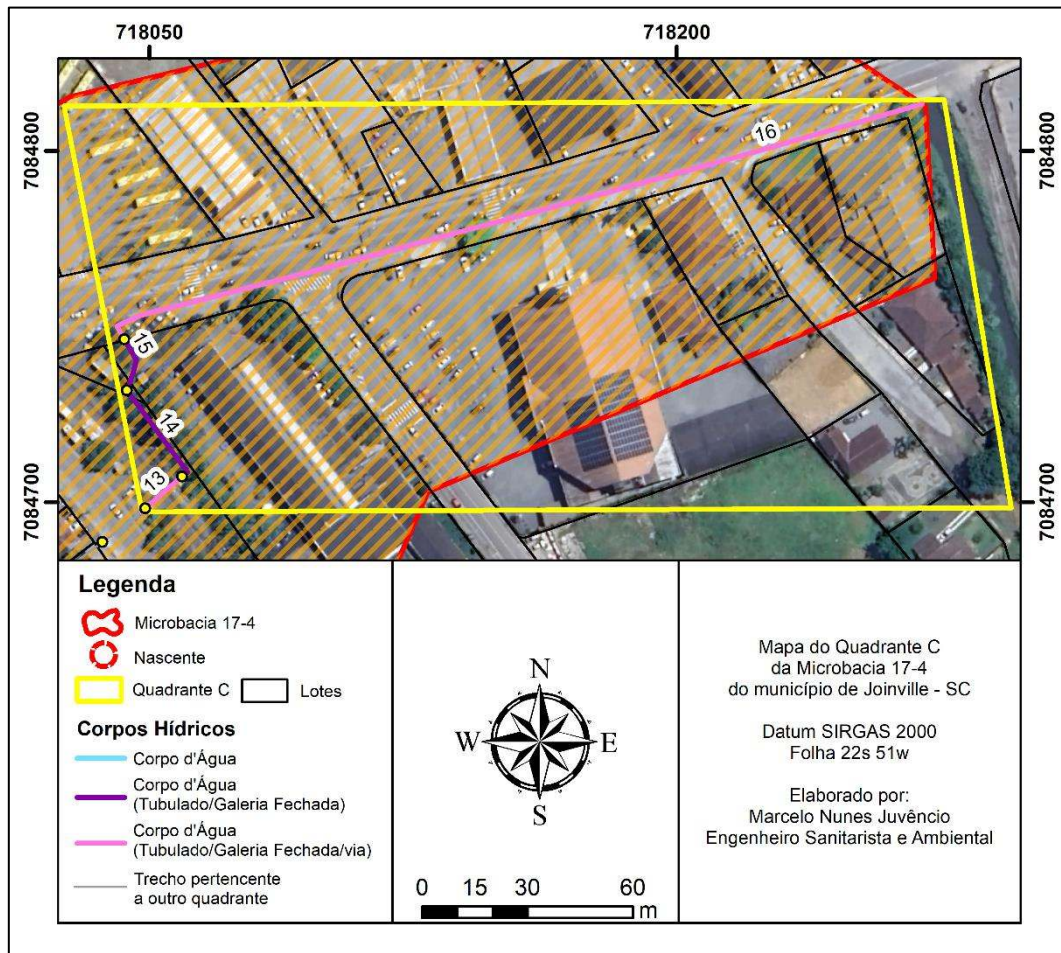 718050
718200
7084800
7084800
16
15
14
13
7084700
7084700
Legenda
Microbacia 17-4
Nascente
Quadrante C
Lotes
Corpos Hídricos
Corpo d'Água
Corpo d'Água
(Tubulado/Galeria Fechada)
Corpo d'Água
(Tubulado/Galeria Fechada/via)
Trecho pertencente
a outro quadrante
N
W
E
S
0 15 30 60
m
Mapa do Quadrante C
da Microbacia 17-4
do município de Joinville - SC
Datum SIRGAS 2000
Folha 22s 51w
Elaborado por:
Marcelo Nunes Juvêncio
Engenheiro Sanitarista e Ambiental